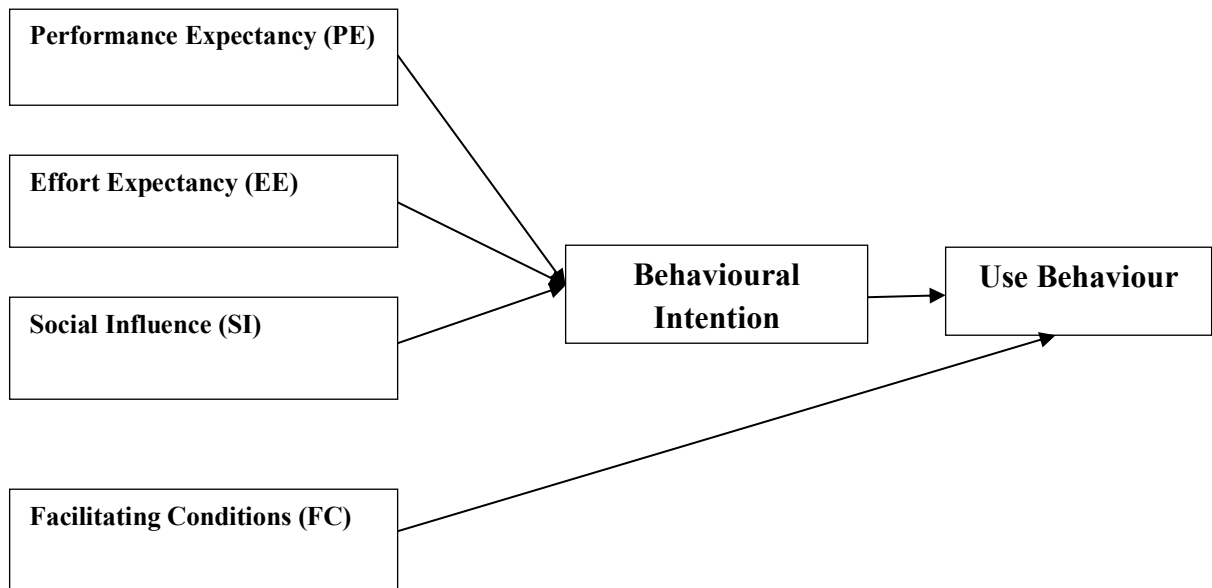 Performance Expectancy (PE)
Effort Expectancy (EE)
Social Influence (SI)
Facilitating Conditions (FC)
Behavioural
Intention
Use Behaviour